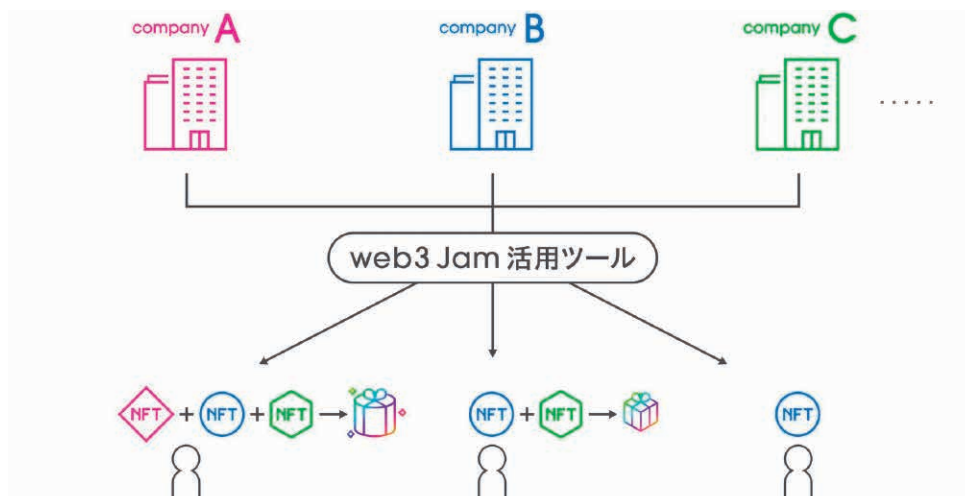 company A
company B
company C
.....
web3 Jam 活用ツール
NFT + NFT + NFT
NFT + NFT
NFT